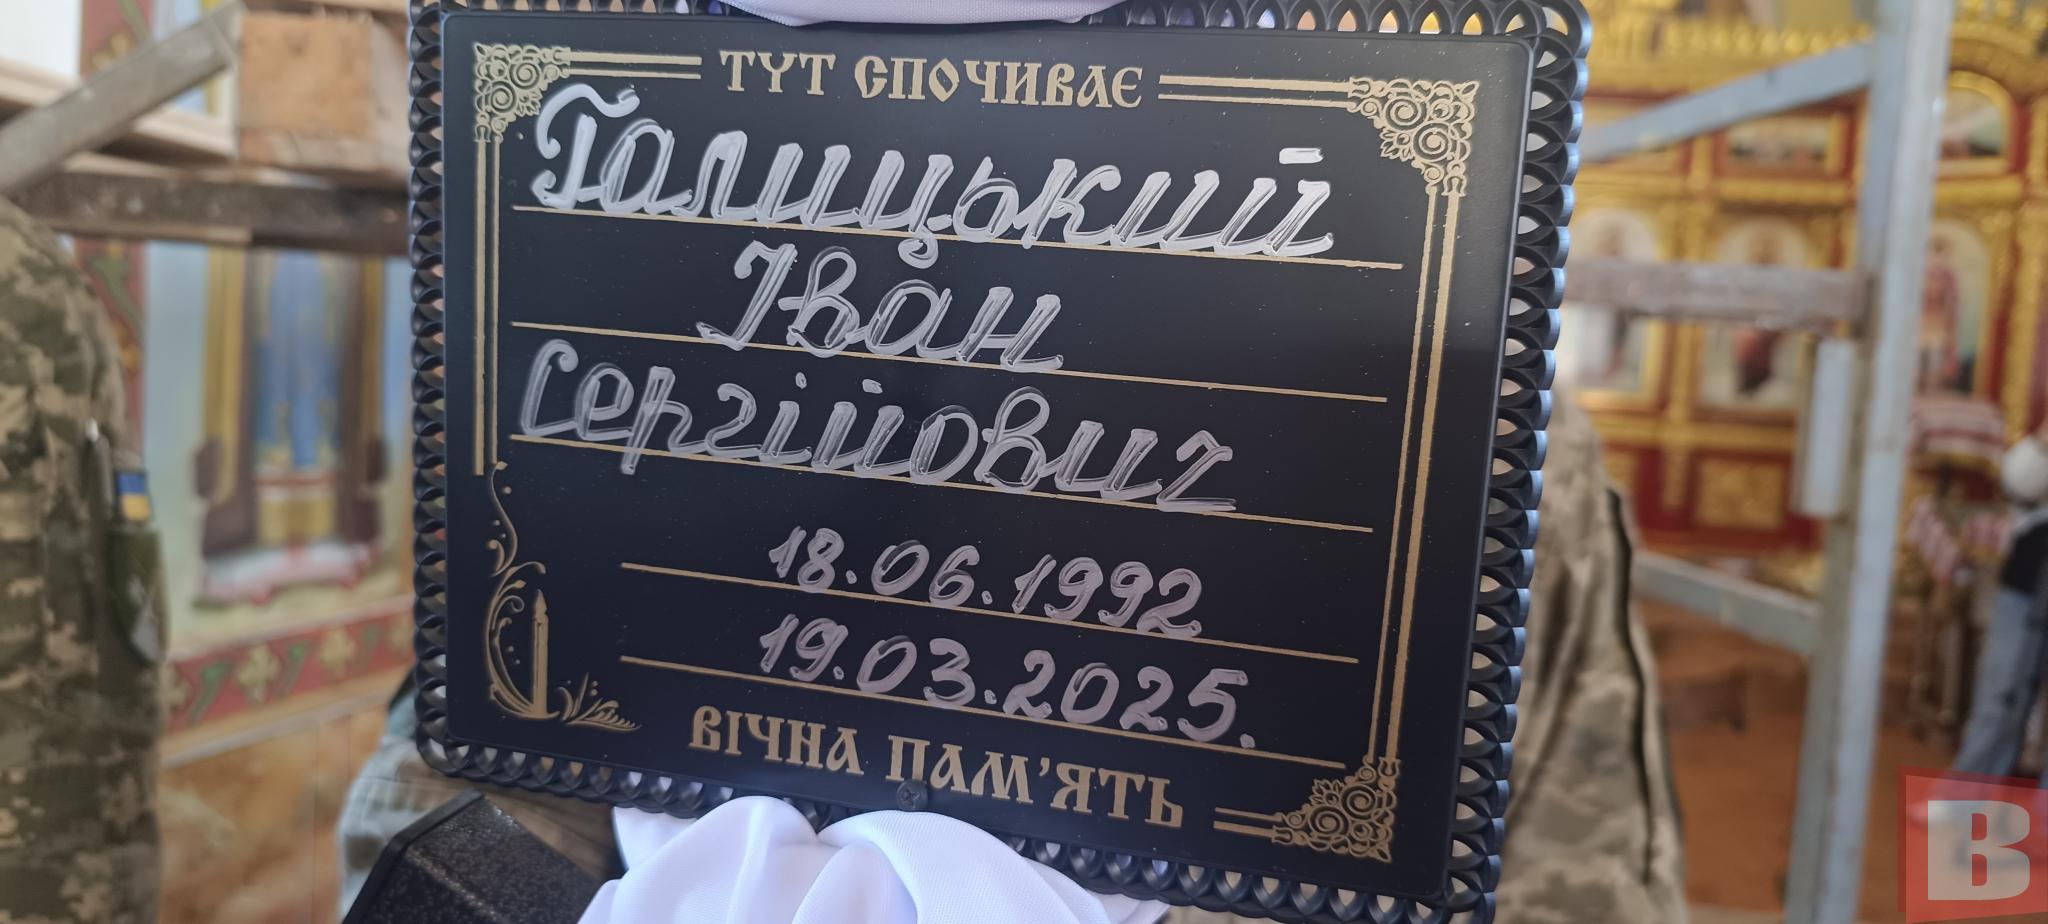 ТУТ СПОЧИВАЄ
Галицький
Іван
Сергійович
18.06.1992
19.03.2025.
ВІЧНА ПАМ'ЯТЬ
В